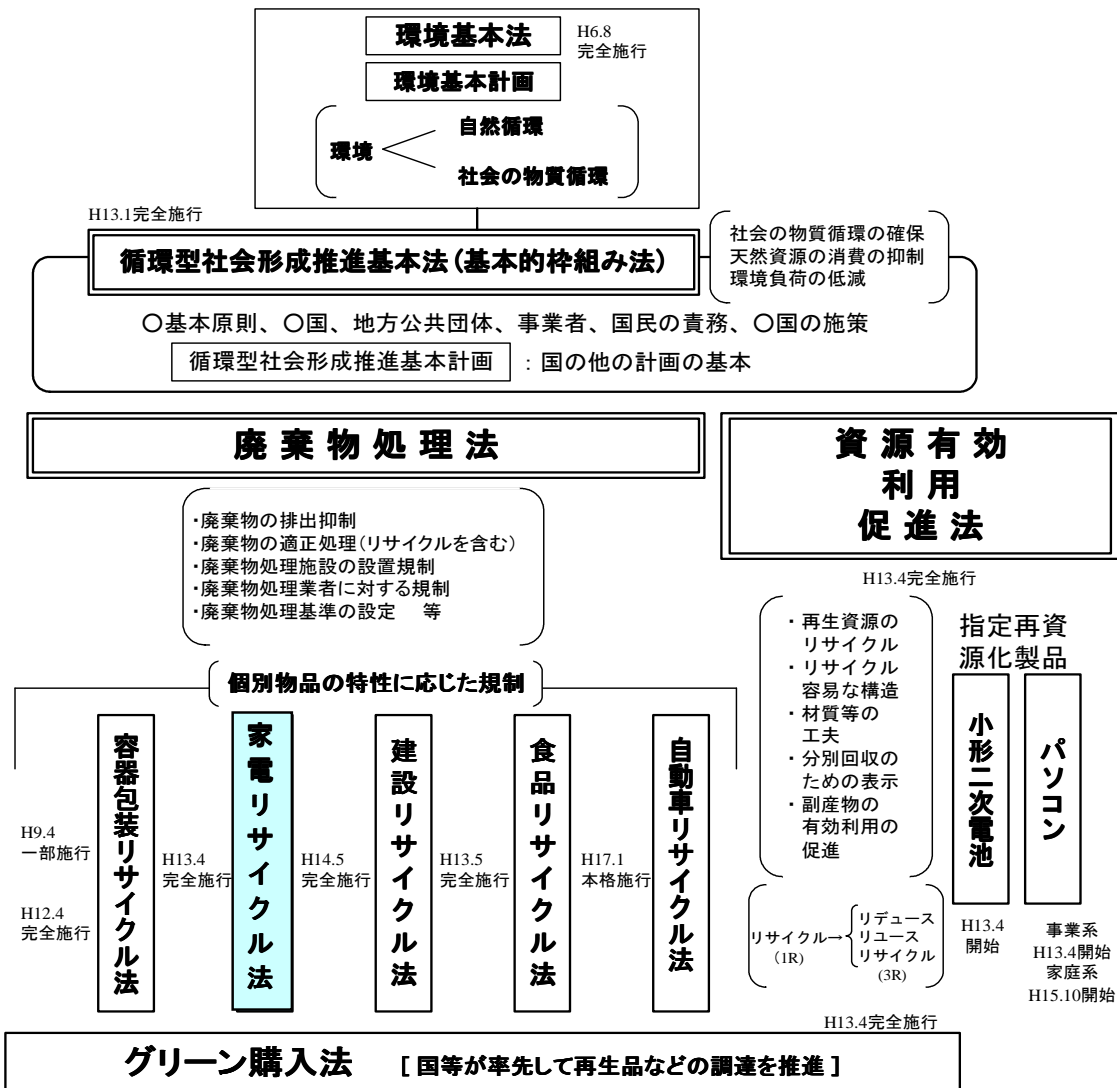 環境基本法
H6.8
完全施行
環境基本計画
環境
自然循環
社会の物質循環
H13.1完全施行
循環型社会形成推進基本法(基本的枠組み法)
社会の物質循環の確保
天然資源の消費の抑制
環境負荷の低減
○基本原則、○国、地方公共団体、事業者、国民の責務、○国の施策
循環型社会形成推進基本計画 : 国の他の計画の基本
廃棄物処理法
・廃棄物の排出抑制
・廃棄物の適正処理(リサイクルを含む)
・廃棄物処理施設の設置規制
・廃棄物処理業者に対する規制
・廃棄物処理基準の設定 等
資源有効
利用
促進法
H13.4完全施行
・再生資源の
リサイクル
・リサイクル
容易な構造
・材質等の
工夫
・分別回収の
ための表示
・副産物の
有効利用の
促進
リサイクル→
(1R)
リデュース
リユース
リサイクル
(3R)
指定再資
源化製品
小形二次電池
H13.4
開始
パソコン
事業系
H13.4開始
家庭系
H15.10開始
個別物品の特性に応じた規制
H9.4
一部施行
H12.4
完全施行
容器包装リサイクル法
H13.4
完全施行
家電リサイクル法
H14.5
完全施行
建設リサイクル法
H13.5
完全施行
食品リサイクル法
H17.1
本格施行
自動車リサイクル法
H13.4完全施行
グリーン購入法 [国等が率先して再生品などの調達を推進]